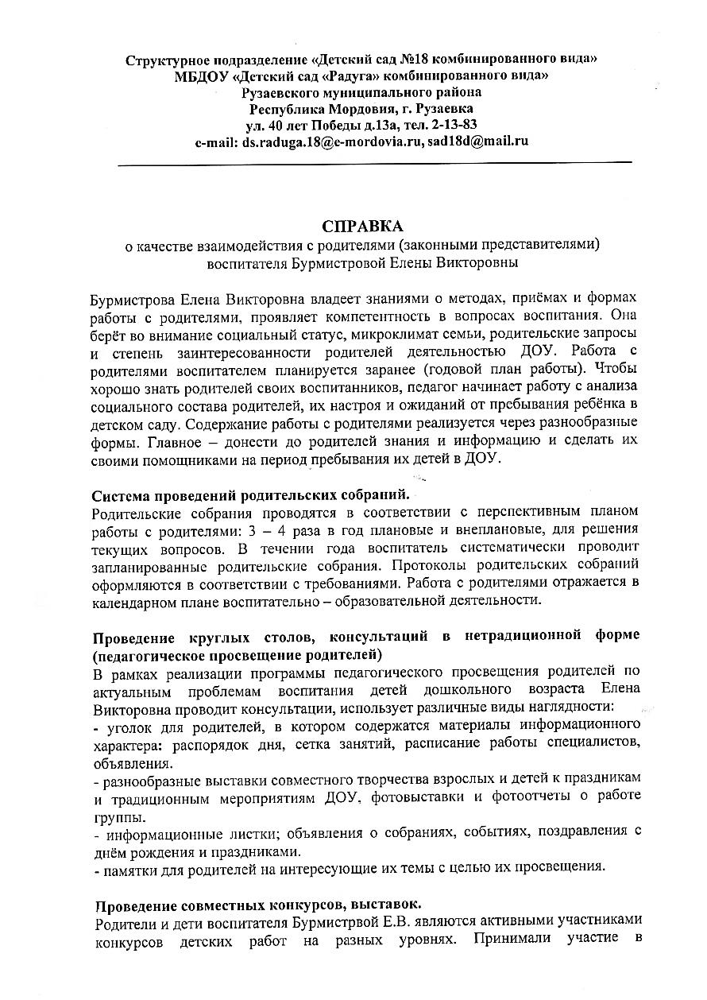 Структурное подразделение «Детский сад №18 комбинированного вида»
МБДОУ «Детский сад «Радуга» комбинированного вида»
Рузаевского муниципального района
Республика Мордовия, г. Рузаевка
ул. 40 лет Победы д.13а, тел. 2-13-83
e-mail: ds.raduga.18@e-mordovia.ru, sad18d@mail.ru
СПРАВКА
о качестве взаимодействия с родителями (законными представителями)
воспитателя Бурмистровой Елены Викторовны
Бурмистрова Елена Викторовна владеет знаниями о методах, приёмах и формах
работы с родителями, проявляет компетентность в вопросах воспитания. Она
берёт во внимание социальный статус, микроклимат семьи, родительские запросы
и степень заинтересованности родителей деятельностью ДОУ. Работа с
родителями воспитателем планируется заранее (годовой план работы). Чтобы
хорошо знать родителей своих воспитанников, педагог начинает работу с анализа
социального состава родителей, их настроя и ожиданий от пребывания ребёнка в
детском саду. Содержание работы с родителями реализуется через разнообразные
формы. Главное – донести до родителей знания и информацию и сделать их
своими помощниками на период пребывания их детей в ДОУ.
Система проведений родительских собраний.
Родительские собрания проводятся в соответствии с перспективным планом
работы с родителями: 3 – 4 раза в год плановые и внеплановые, для решения
текущих вопросов. В течении года воспитатель систематически проводит
запланированные родительские собрания. Протоколы родительских собраний
оформляются в соответствии с требованиями. Работа с родителями отражается в
календарном плане воспитательно – образовательной деятельности.
Проведение круглых столов, консультаций в нетрадиционной форме
(педагогическое просвещение родителей)
В рамках реализации программы педагогического просвещения родителей по
актуальным проблемам воспитания детей дошкольного возраста Елена
Викторовна проводит консультации, использует различные виды наглядности:
- уголок для родителей, в котором содержатся материалы информационного
характера: распорядок дня, сетка занятий, расписание работы специалистов,
объявления.
- разнообразные выставки совместного творчества взрослых и детей к праздникам
и традиционным мероприятиям ДОУ, фотовыставки и фотоотчеты о работе
группы.
- информационные листки; объявления о собраниях, событиях, поздравления с
днём рождения и праздниками.
- памятки для родителей на интересующие их темы с целью их просвещения.
Проведение совместных конкурсов, выставок.
Родители и дети воспитателя Бурмистрвой Е.В. являются активными участниками
конкурсов детских работ на разных уровнях. Принимали участие в